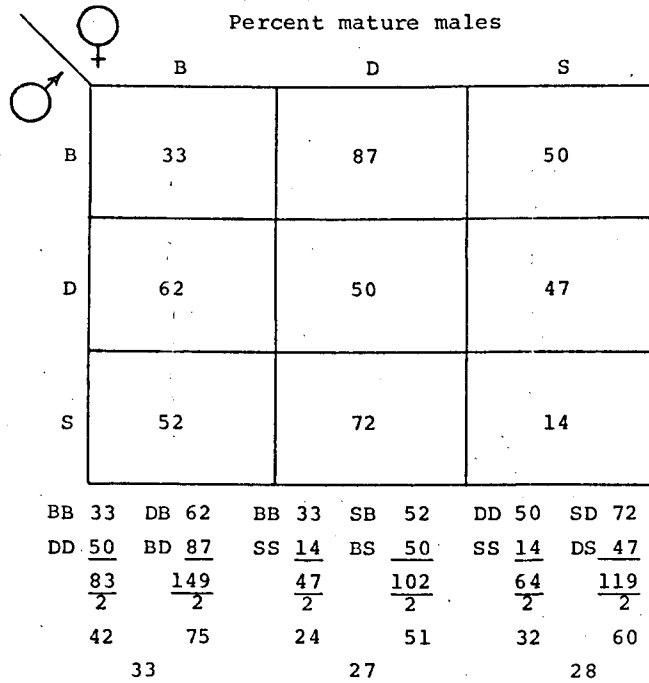 Percent mature males
B D S
B 33 87 50
D 62 50 47
S 52 72 14
BB 33 DB 62 BB 33 SB 52 DD 50 SD 72
DD 50 BD 87 SS 14 BS 50 SS 14 DS 47
83 149 47 102 64 119
2 2 2 2 2 2
42 75 24 51 32 60
33 27 28